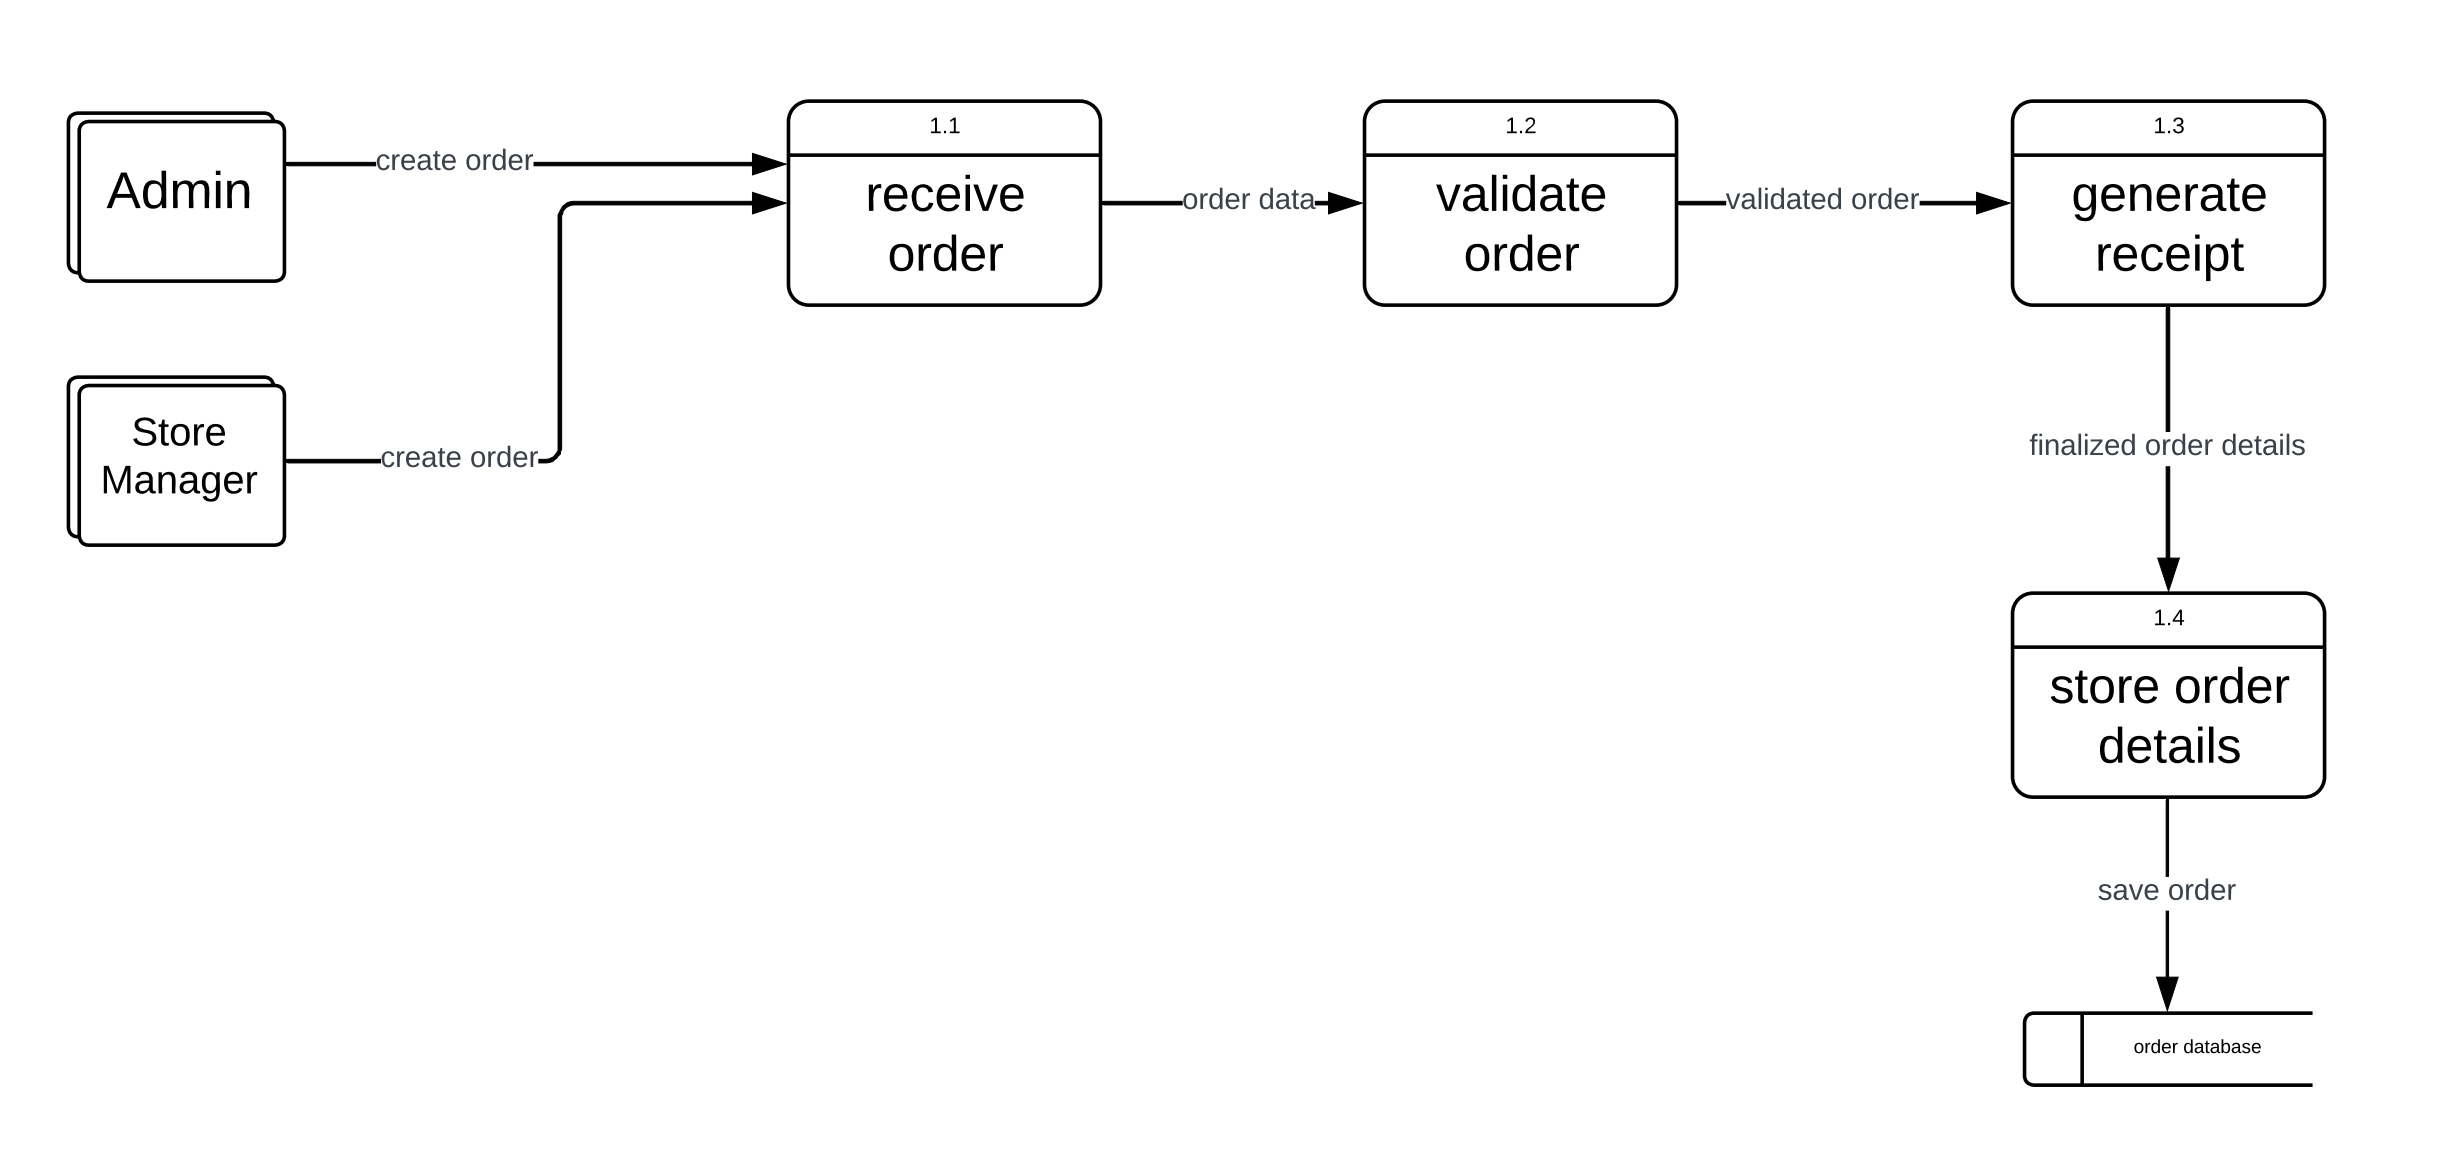 Admin
create order
1.1
receive
order
order data
1.2
validate
order
validated order
1.3
generate
receipt
Store
Manager
create order
finalized order details
1.4
store order
details
save order
order database